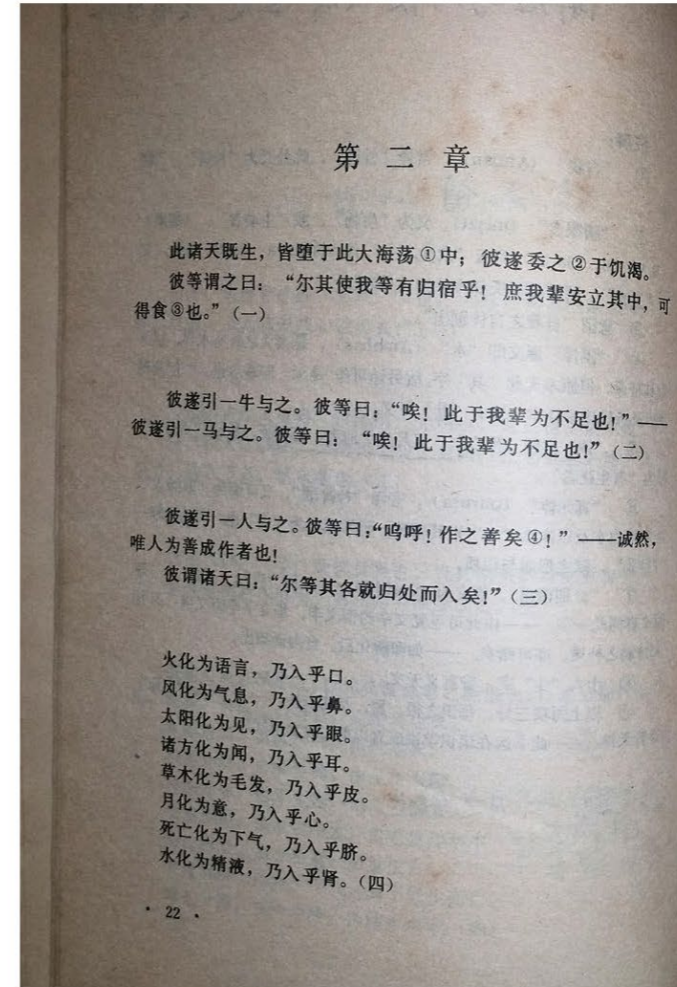 第二章
此诸天既生，皆堕于此大海荡①中；彼遂委之②于饥渴。
彼等谓之曰：“尔其使我等有归宿乎！庶我辈安立其中，可
得食③也。”（一）
彼遂引一牛与之。彼等曰：“唉！此于我辈为不足也！”——
彼遂引一马与之。彼等曰：“唉！此于我辈为不足也！”（二）
彼遂引一人与之。彼等曰：“呜呼！作之善矣④！”——诚然，
唯人为善成作者也！
彼谓诸天曰：“尔等其各就归处而入矣！”（三）
火化为语言，乃入乎口。
风化为气息，乃入乎鼻。
太阳化为见，乃入乎眼。
诸方化为闻，乃入乎耳。
草木化为毛发，乃入乎皮。
月化为意，乃入乎心。
死亡化为下气，乃入乎脐。
水化为精液，乃入乎肾。（四）
· 22 ·